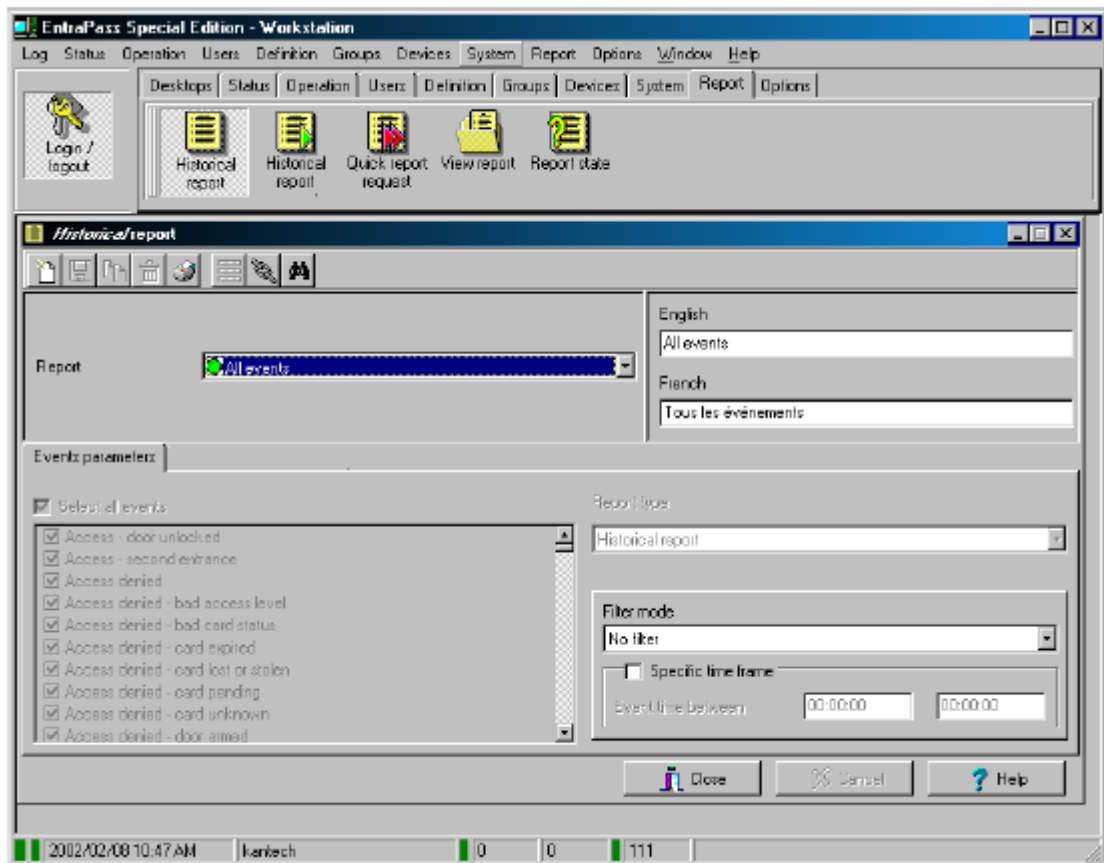 EntraPass Special Edition - Workstation
Log Status Operation Users Definition Groups Devices System Report Options Window Help
Desktops Status Operation Users Definition Groups Devices System Report Options
Login / logout
Historical report
Historical report
Quick report request
View report
Report state
Historical report
Report
All events
English
All events
French
Tous les événements
Events parameters
Select all events
Access - door unlocked
Access - second entrance
Access denied
Access denied - bad access level
Access denied - bad card status
Access denied - card expired
Access denied - card lost or stolen
Access denied - card pending
Access denied - card unknown
Access denied - door armed
Report type
Historical report
Filter mode
No filter
Specific time frame
Event time between 00:00:00 00:00:00
Close Cancel Help
2002/02/08 10:47 AM kantech 0 0 111